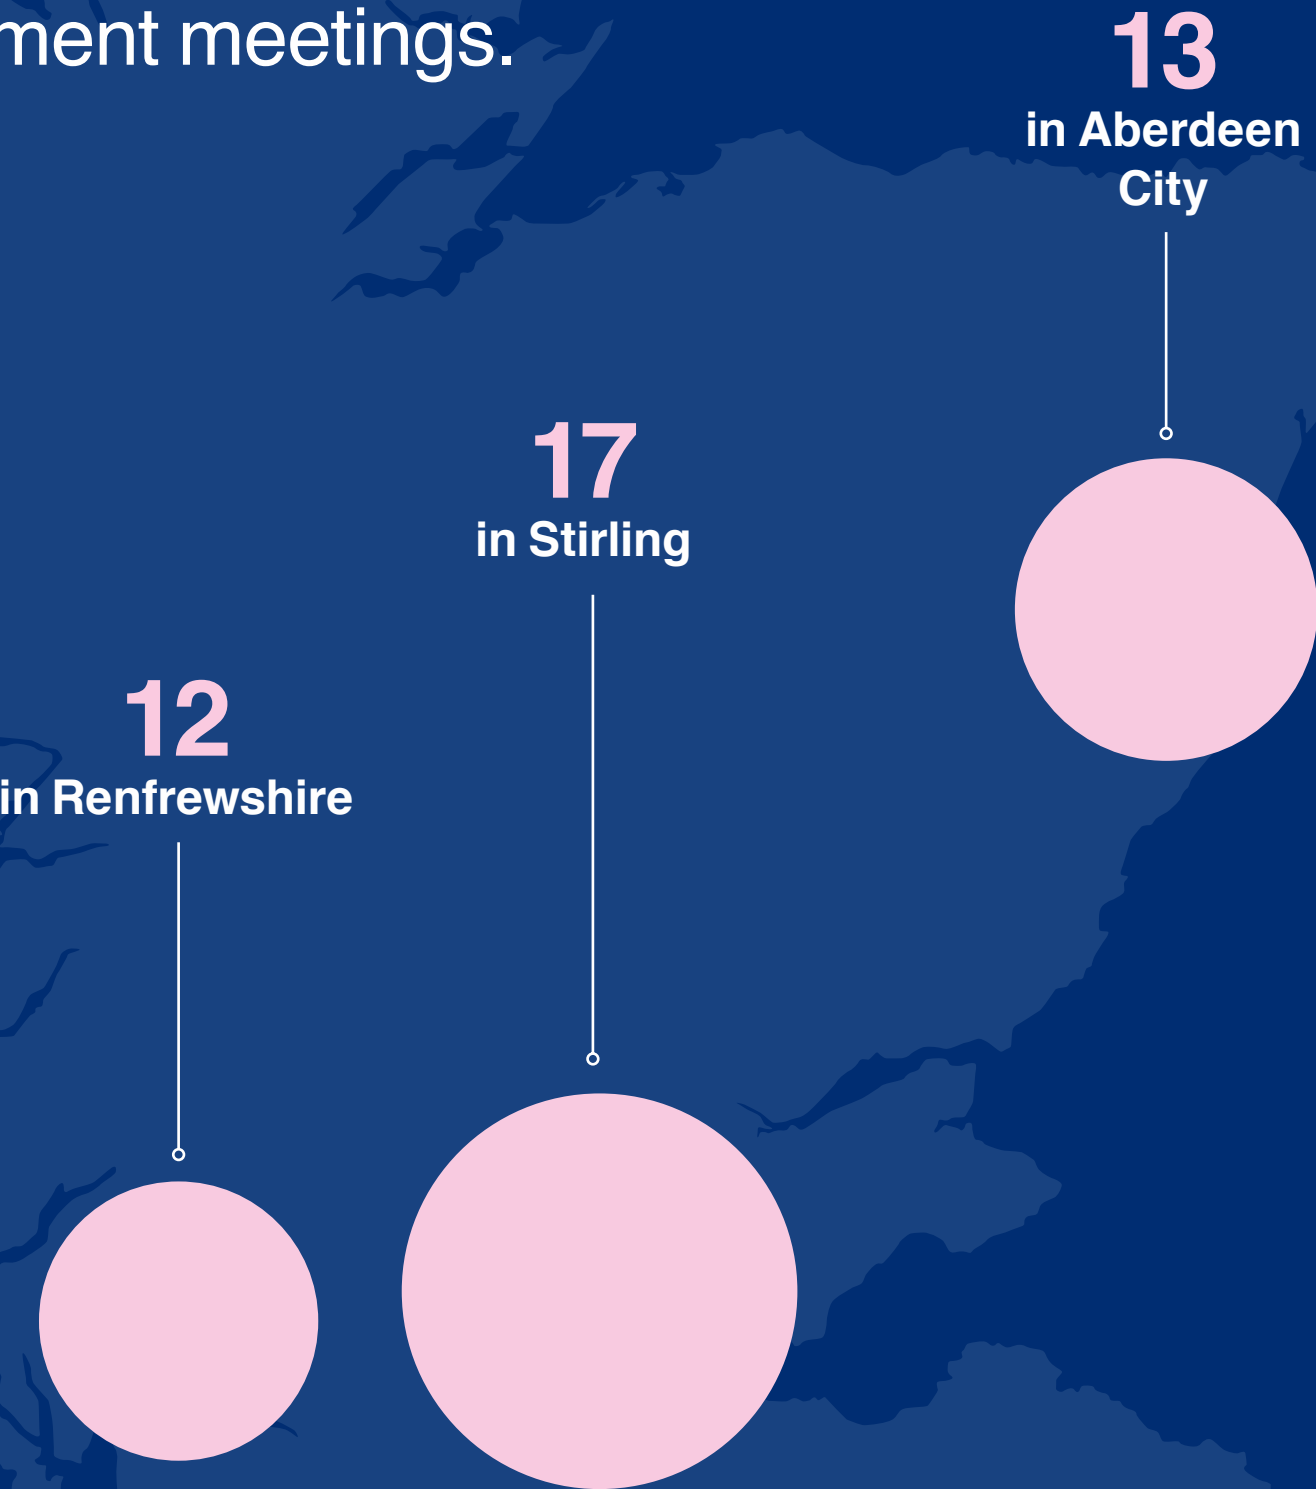 ment meetings.
13
in Aberdeen
City
17
in Stirling
12
in Renfrewshire